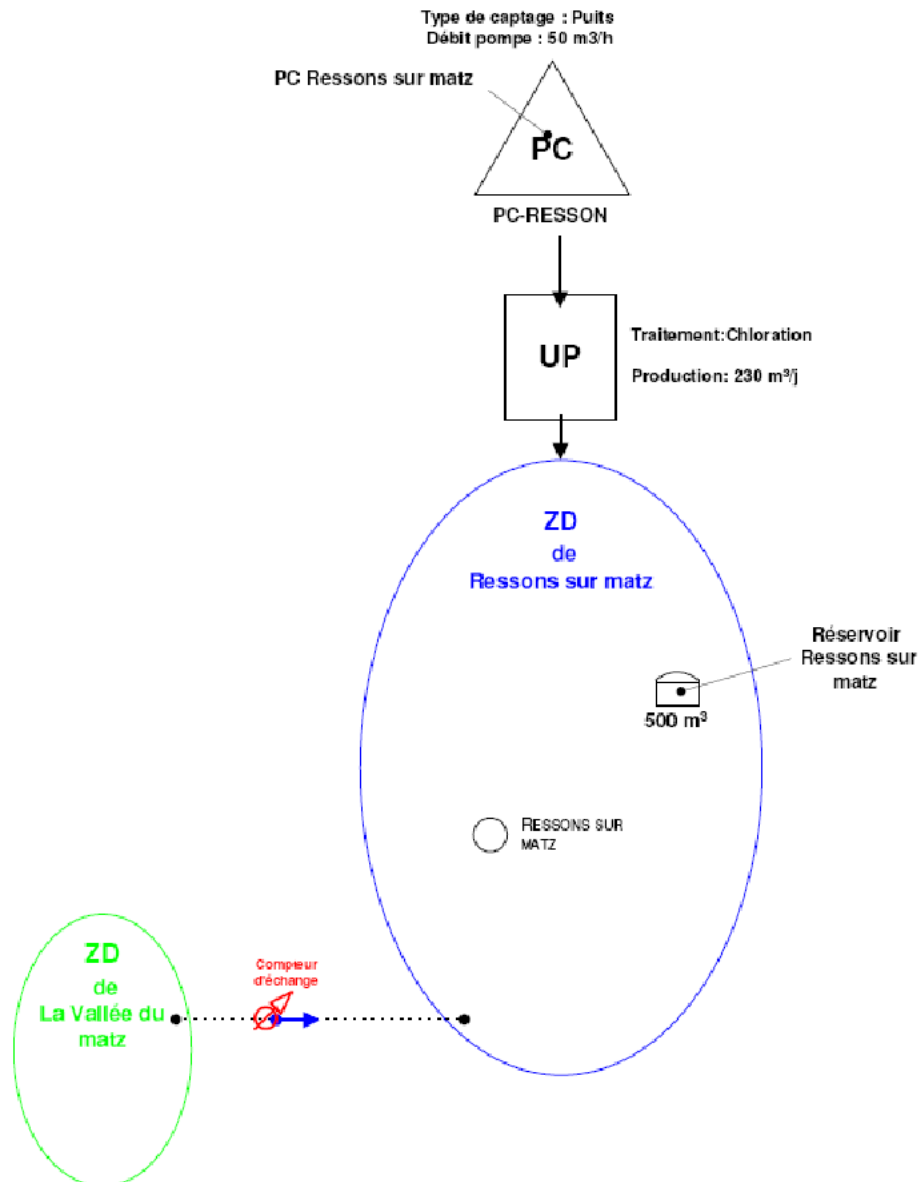 Type de captage : Puits
Débit pompe : 50 m3/h
PC Ressons sur matz
PC
PC-RESSON
UP
Traitement:Chloration
Production: 230 m³/j
ZD
de
Ressons sur matz
Réservoir
Ressons sur
matz
500 m³
RESSONS SUR
MATZ
ZD
de
La Vallée du
matz
Compteur
d'échange